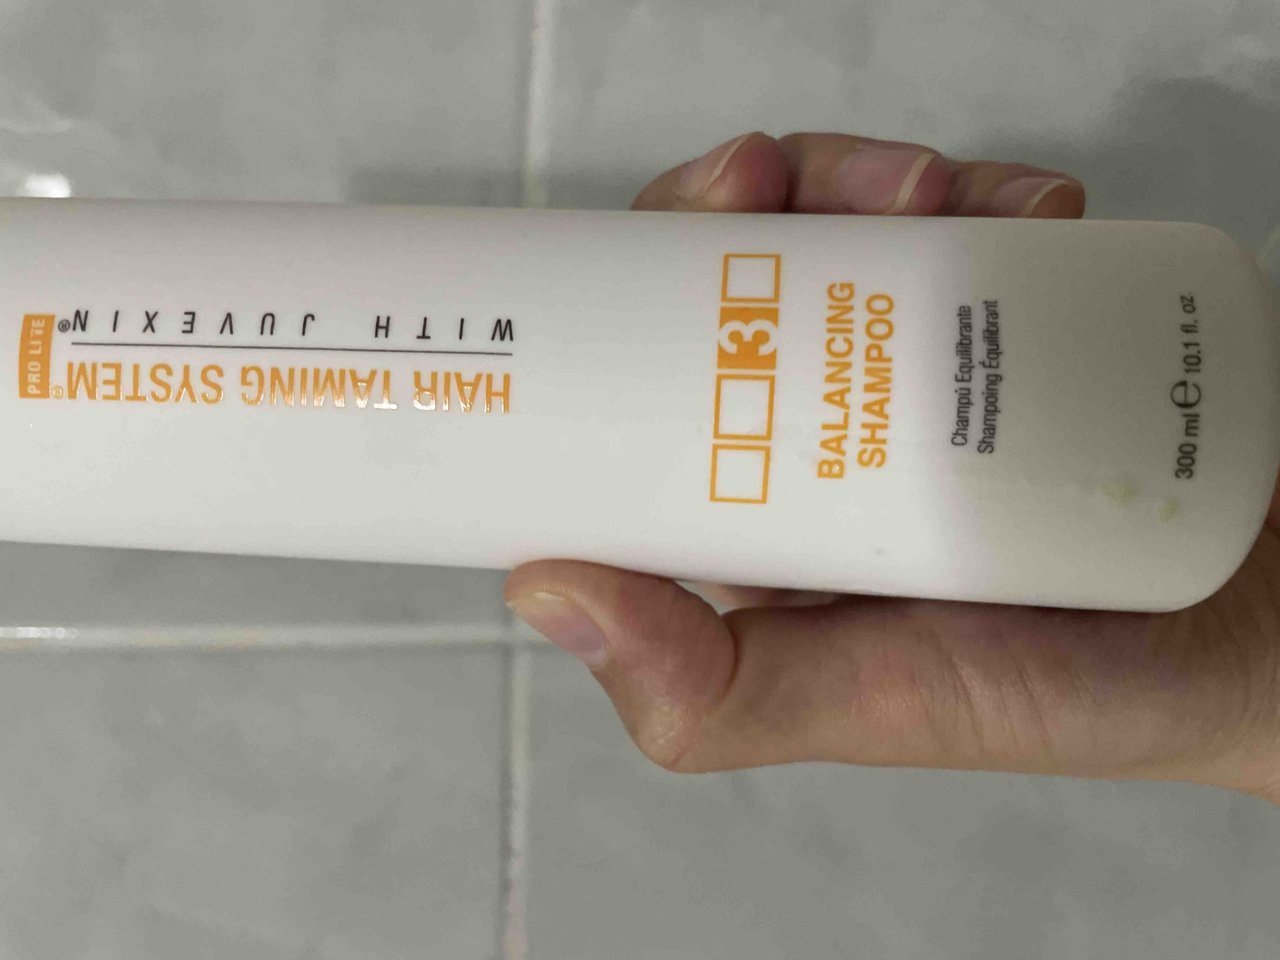 PRO LITE
HAIR TAMING SYSTEM®
WITH JUVEXIN®
3
BALANCING
SHAMPOO
Champú Equilibrante
Shampoing Équilibrant
300 ml e 10.1 fl. oz.